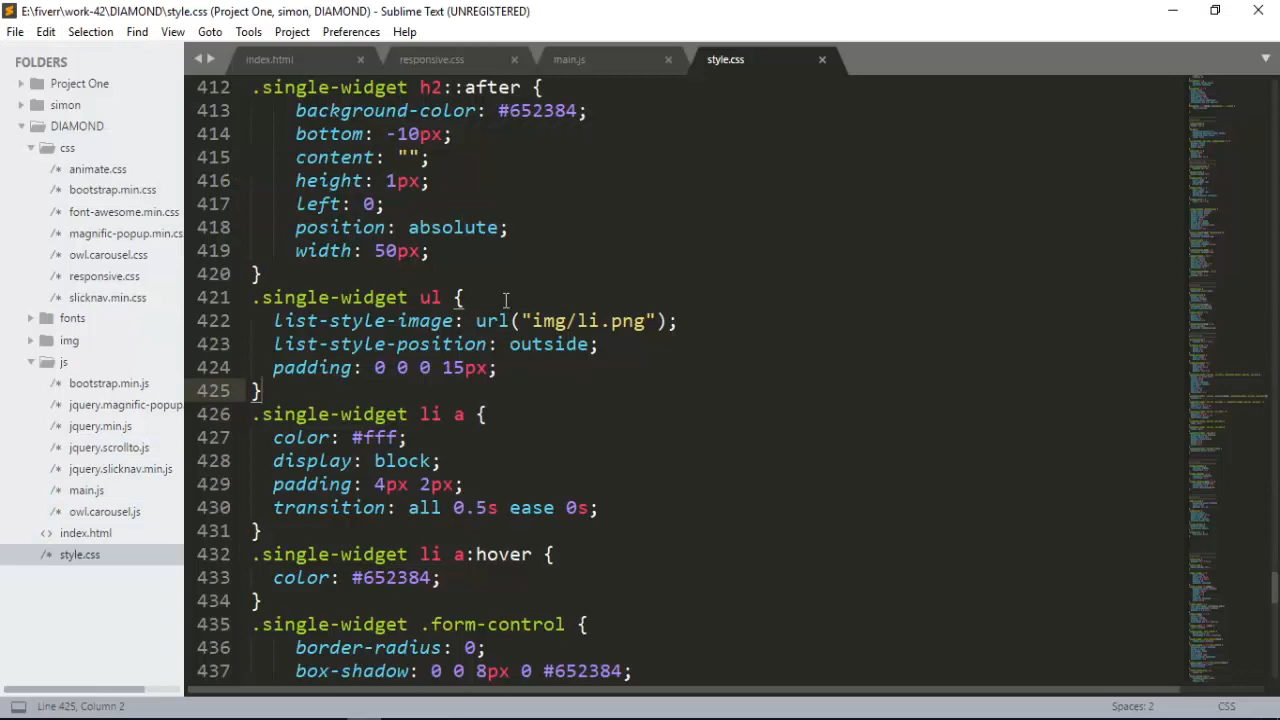 E:\fiverr\work-42\DIAMOND\style.css (Project One, simon, DIAMOND) - Sublime Text (UNREGISTERED)
File Edit Selection Find View Goto Tools Project Preferences Help
FOLDERS
Project One
simon
DIAMOND
css
/* animate.css
/* bootstrap.min.css
/* font-awesome.min.css
/* magnific-popup.min.cs
/* owl.carousel.css
/* responsive.css
/* slicknav.min.css
fonts
img
js
/* bootstrap.min.js
/* jquery.magnific-popup.
/* jquery.min.js
/* jquery.scrollto.js
/* jquery.slicknav.min.js
/* main.js
/* owl.carousel.js
<> index.html
/* style.css
index.html responsive.css main.js style.css
412 .single-widget h2::after {
413 background-color: #652384;
414 bottom: -10px;
415 content: "";
416 height: 1px;
417 left: 0;
418 position: absolute;
419 width: 50px;
420 }
421 .single-widget ul {
422 list-style-image: url("img/li.png");
423 list-style-position: outside;
424 padding: 0 0 0 15px;
425 }
426 .single-widget li a {
427 color: #fff;
428 display: block;
429 padding: 4px 2px;
430 transition: all 0.5s ease 0s;
431 }
432 .single-widget li a:hover {
433 color: #652384;
434 }
435 .single-widget .form-control {
436 border-radius: 0;
437 box-shadow: 0 0 8px 0 #652384;
Line 425, Column 2
Spaces: 2
CSS